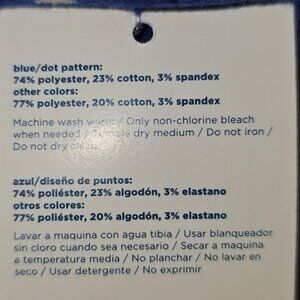 blue/dot pattern:
74% polyester, 23% cotton, 3% spandex
other colors:
77% polyester, 20% cotton, 3% spandex
Machine wash warm / Only non-chlorine bleach
when needed / Tumble dry medium / Do not iron /
Do not dry clean
azul/diseño de puntos:
74% poliéster, 23% algodón, 3% elastano
otros colores:
77% poliéster, 20% algodón, 3% elastano
Lavar a maquina con agua tibia / Usar blanqueador
sin cloro cuando sea necesario / Secar a maquina
a temperatura media / No planchar / No lavar en
seco / Usar detergente / No exprimir